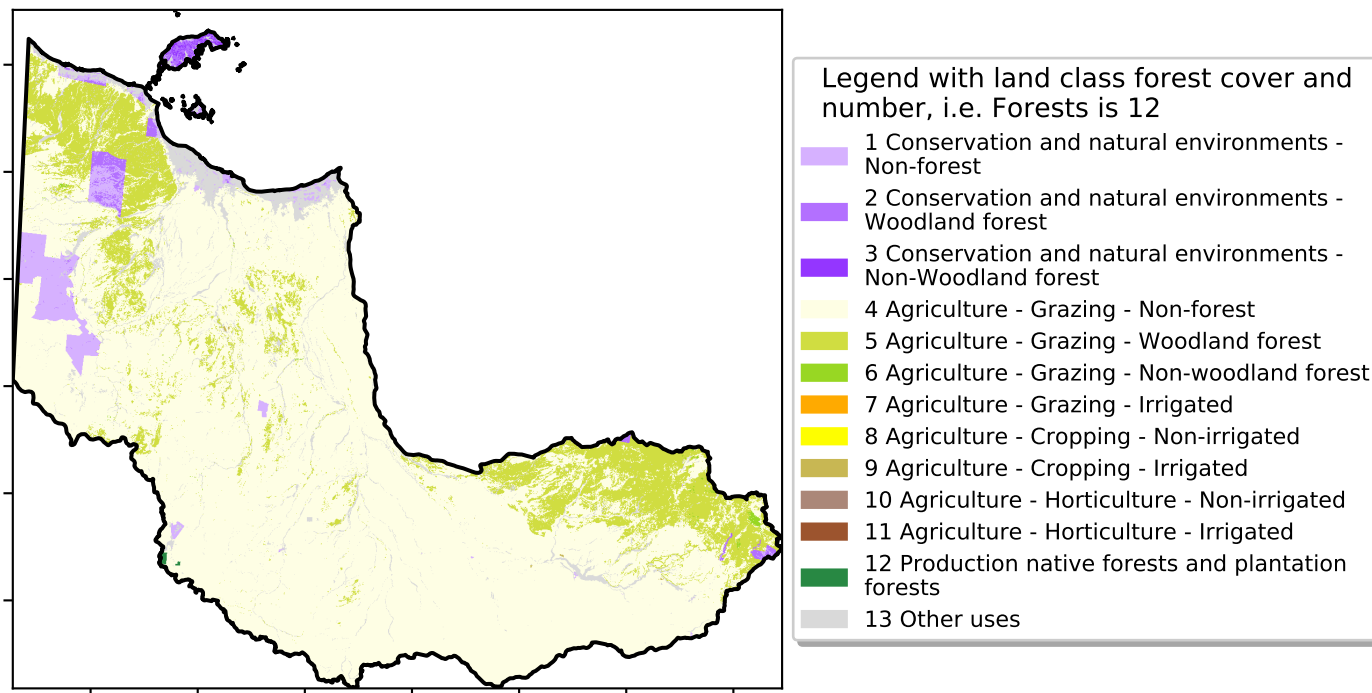 Legend with land class forest cover and
number, i.e. Forests is 12
1 Conservation and natural environments -
Non-forest
2 Conservation and natural environments -
Woodland forest
3 Conservation and natural environments -
Non-Woodland forest
4 Agriculture - Grazing - Non-forest
5 Agriculture - Grazing - Woodland forest
6 Agriculture - Grazing - Non-woodland forest
7 Agriculture - Grazing - Irrigated
8 Agriculture - Cropping - Non-irrigated
9 Agriculture - Cropping - Irrigated
10 Agriculture - Horticulture - Non-irrigated
11 Agriculture - Horticulture - Irrigated
12 Production native forests and plantation
forests
13 Other uses